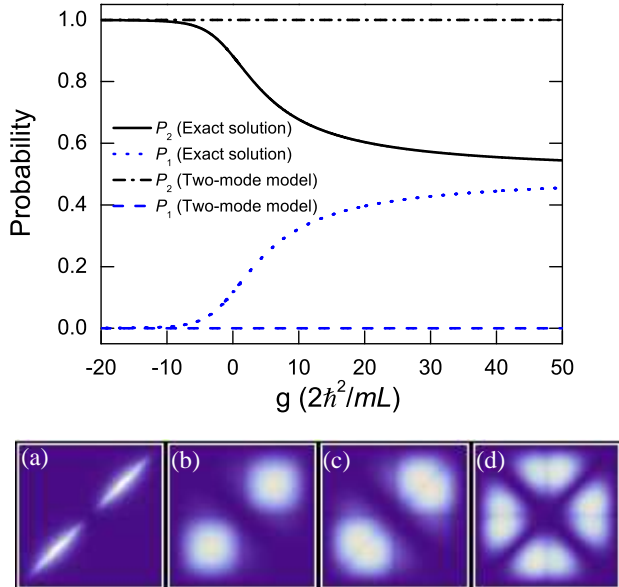 1.0
0.8
0.6
0.4
0.2
0.0
Probability
P₂ (Exact solution)
P₁ (Exact solution)
P₂ (Two-mode model)
P₁ (Two-mode model)
-20 -10 0 10 20 30 40 50
g (2ħ²/mL)
(a) (b) (c) (d)